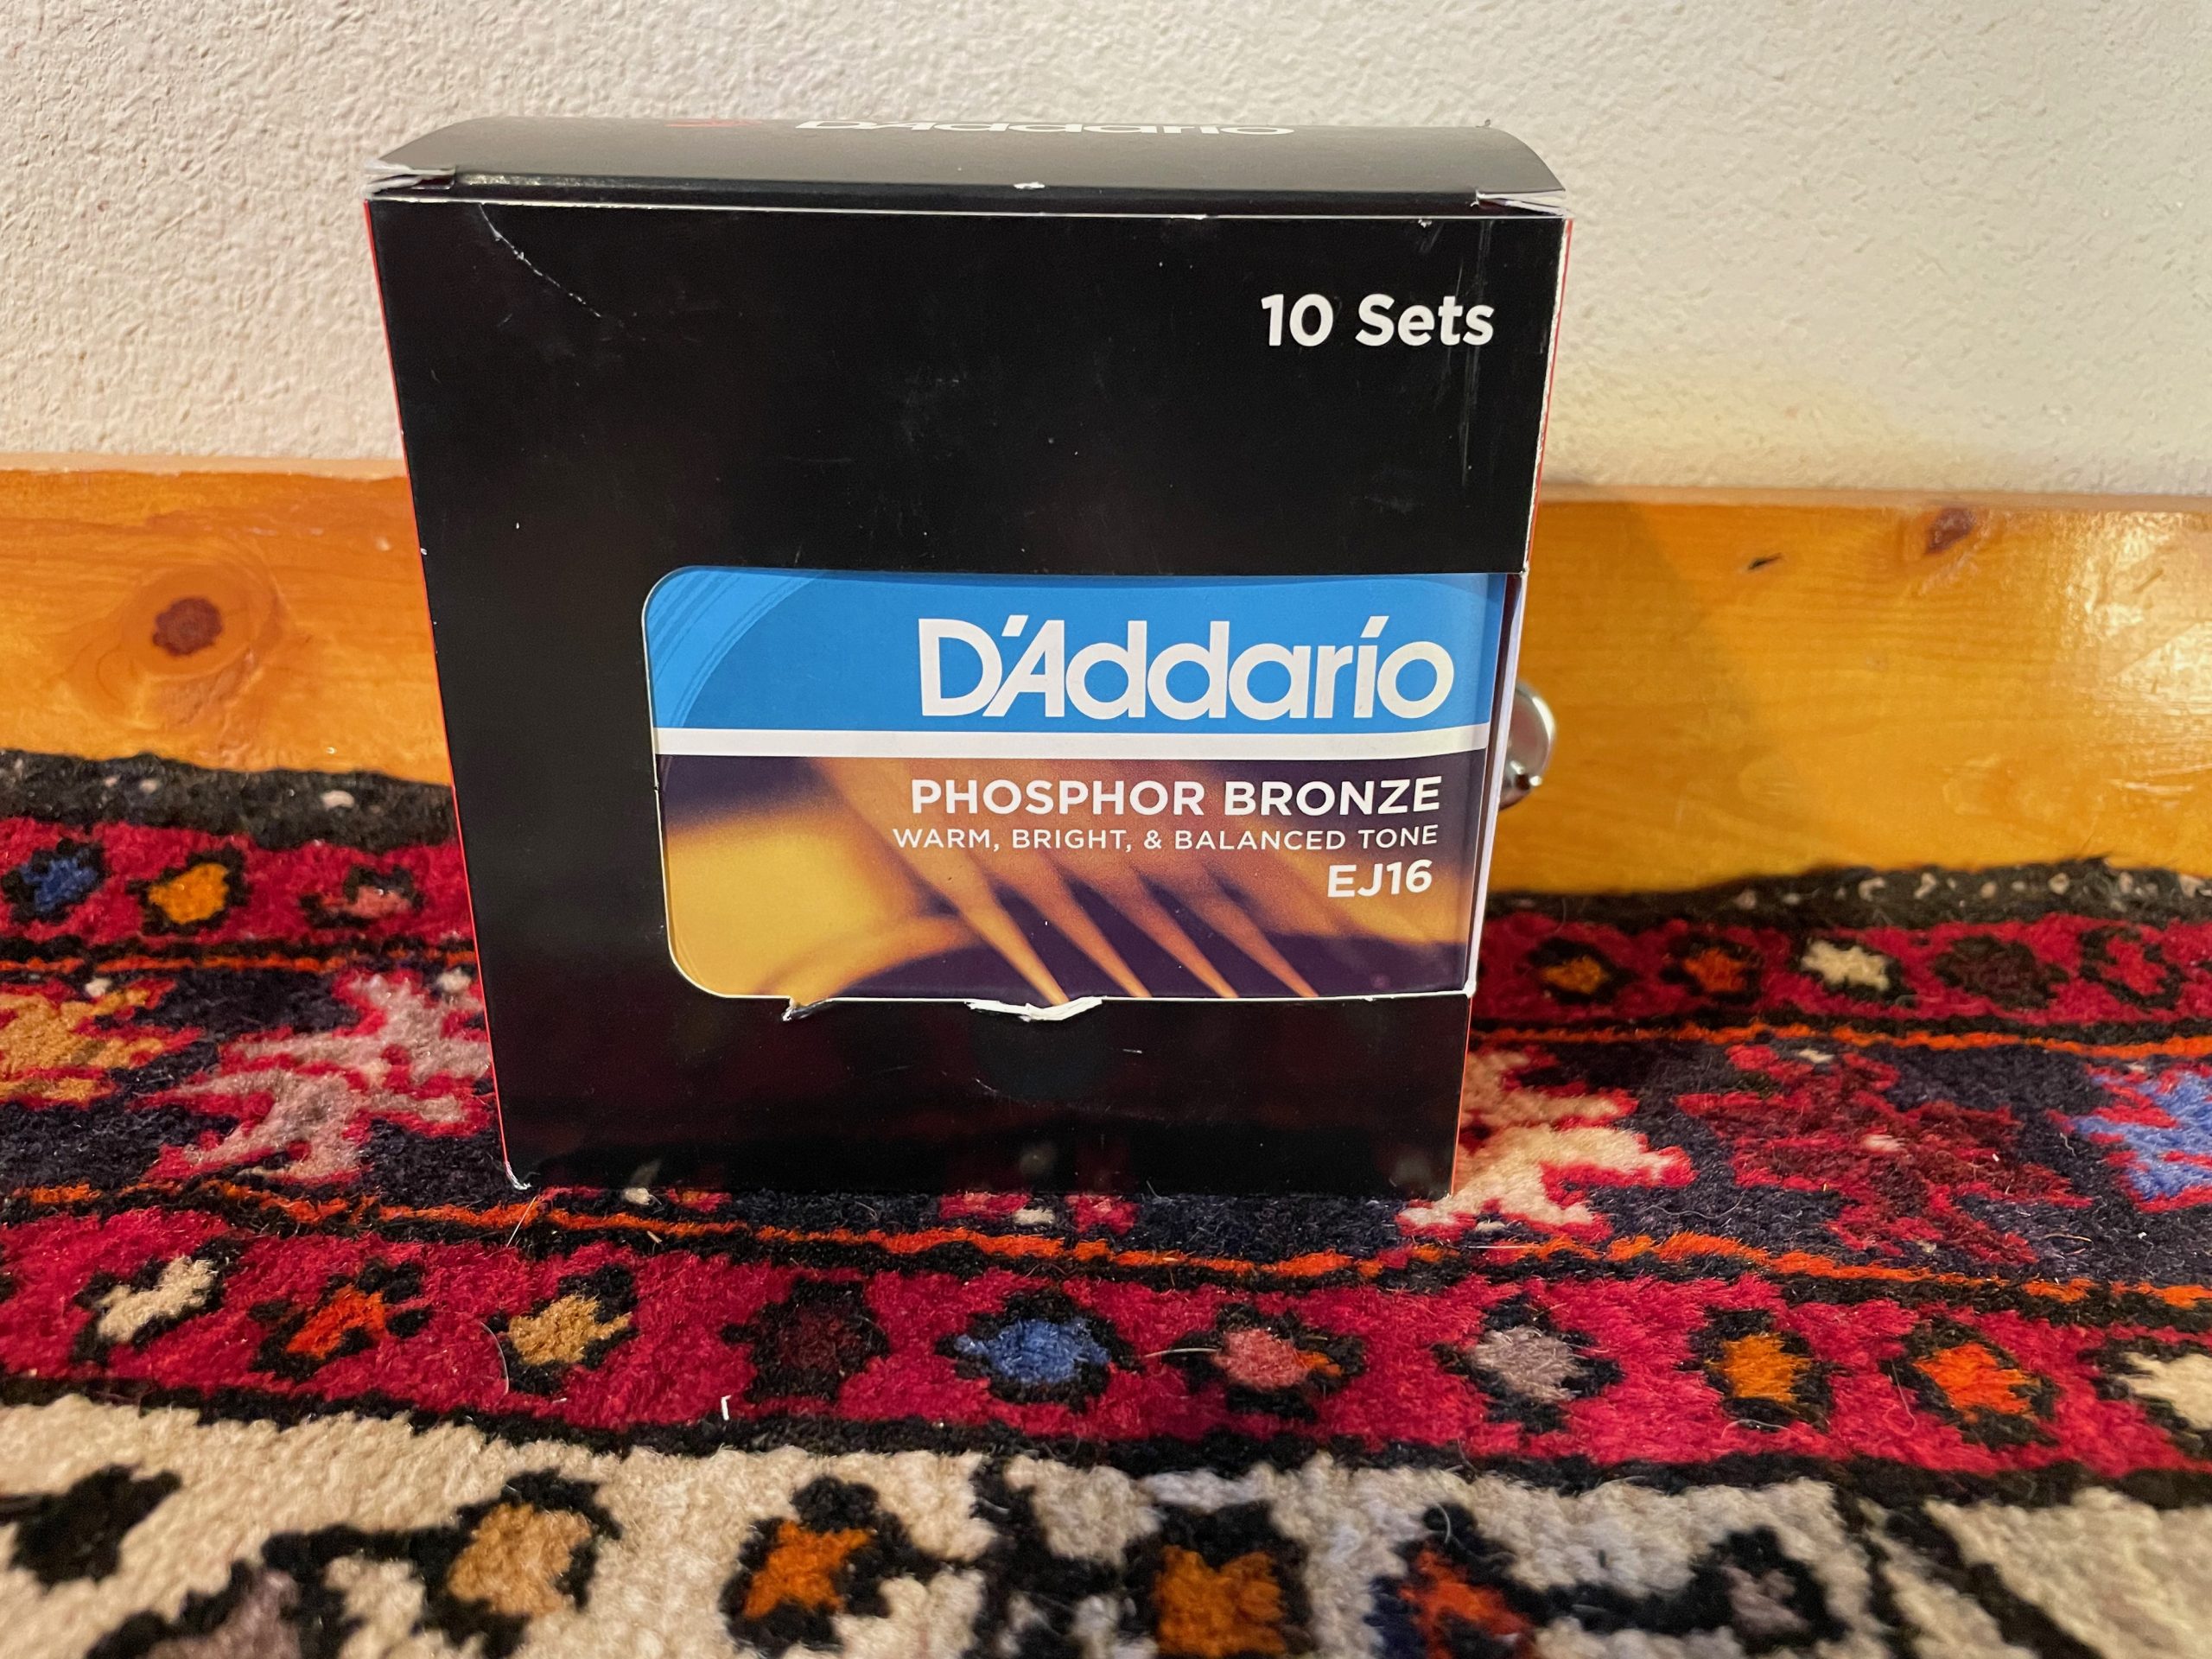 D'Addario
10 Sets
D'Addario
PHOSPHOR BRONZE
WARM, BRIGHT, & BALANCED TONE
EJ16